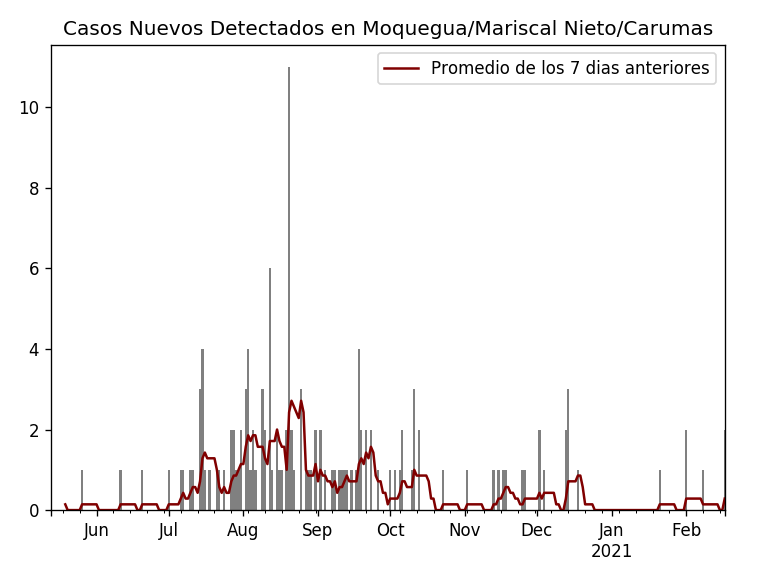 Casos Nuevos Detectados en Moquegua/Mariscal Nieto/Carumas
Promedio de los 7 dias anteriores
10
8
6
4
2
0
Jun Jul Aug Sep Oct Nov Dec Jan Feb
2021